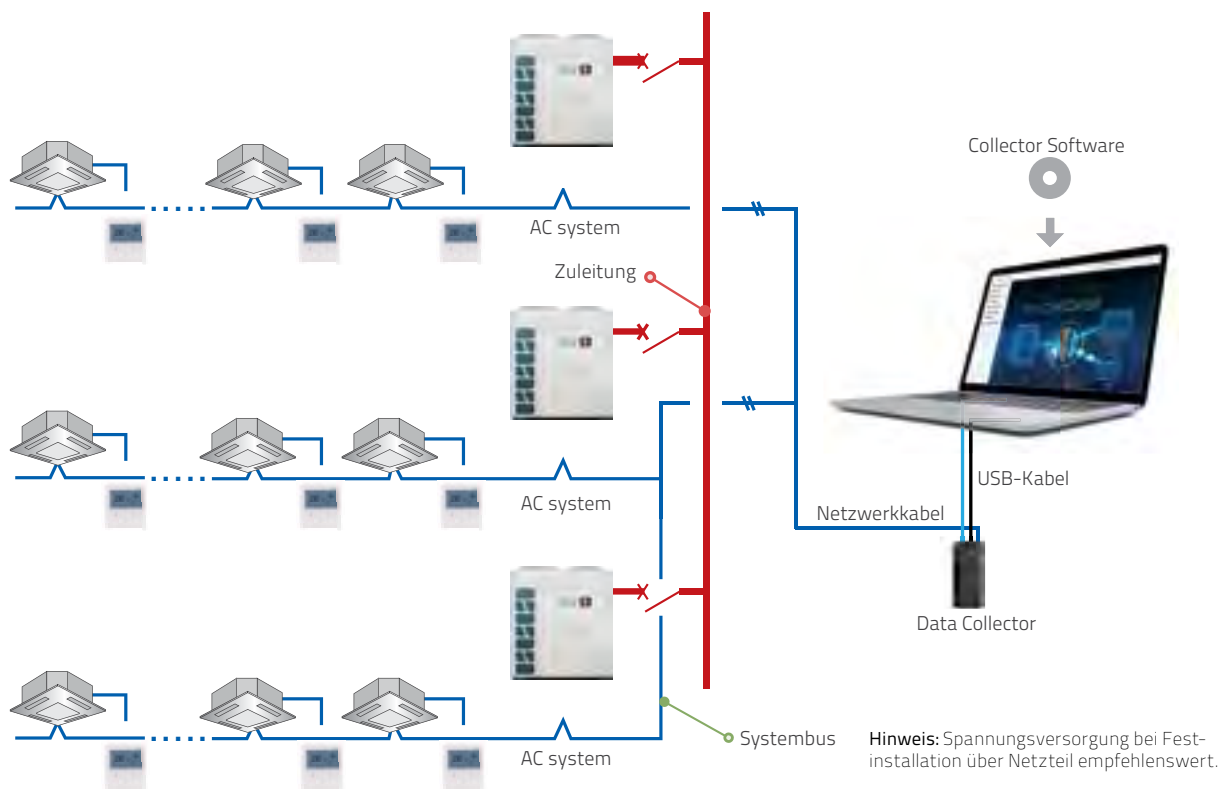 Collector Software
AC system
Zuleitung
USB-Kabel
AC system
Netzwerkkabel
Data Collector
Systembus
AC system
Hinweis: Spannungsversorgung bei Fest-
installation über Netzteil empfehlenswert.